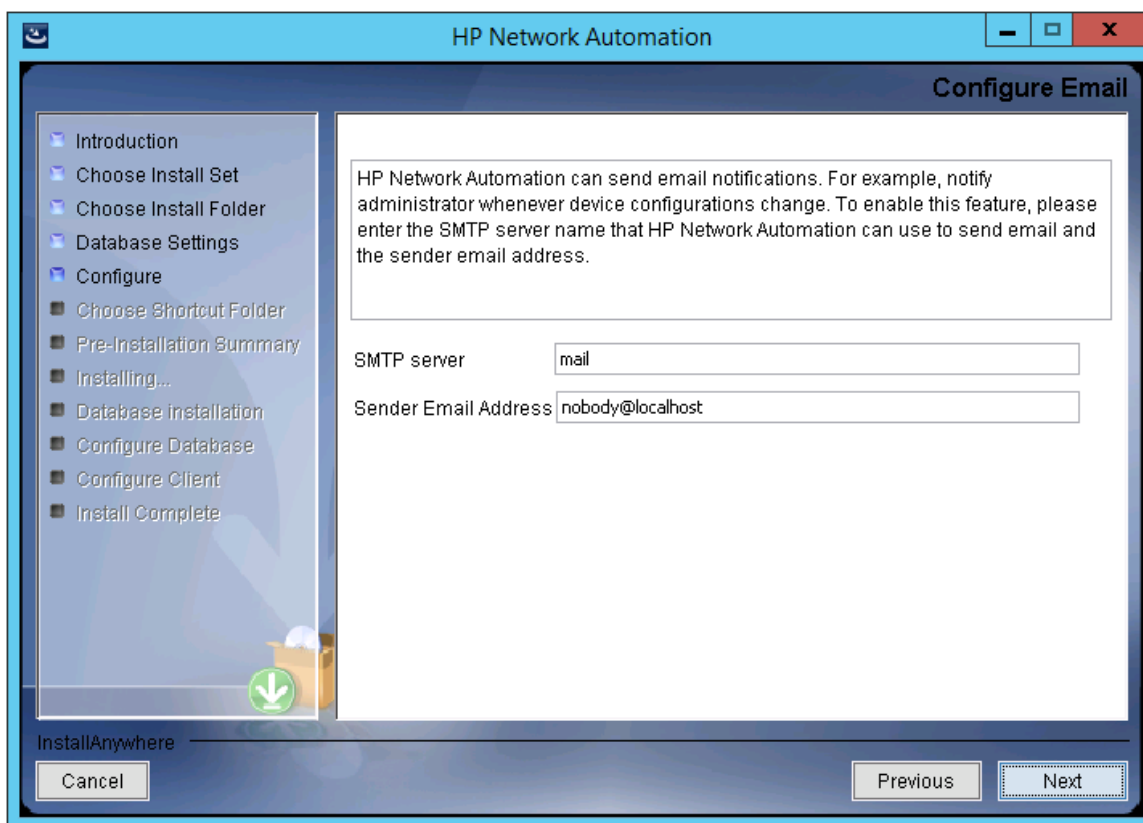 HP Network Automation
Configure Email
Introduction
Choose Install Set
Choose Install Folder
Database Settings
Configure
Choose Shortcut Folder
Pre-Installation Summary
Installing...
Database installation
Configure Database
Configure Client
Install Complete
HP Network Automation can send email notifications. For example, notify
administrator whenever device configurations change. To enable this feature, please
enter the SMTP server name that HP Network Automation can use to send email and
the sender email address.
SMTP server mail
Sender Email Address nobody@localhost
InstallAnywhere
Cancel
Previous
Next